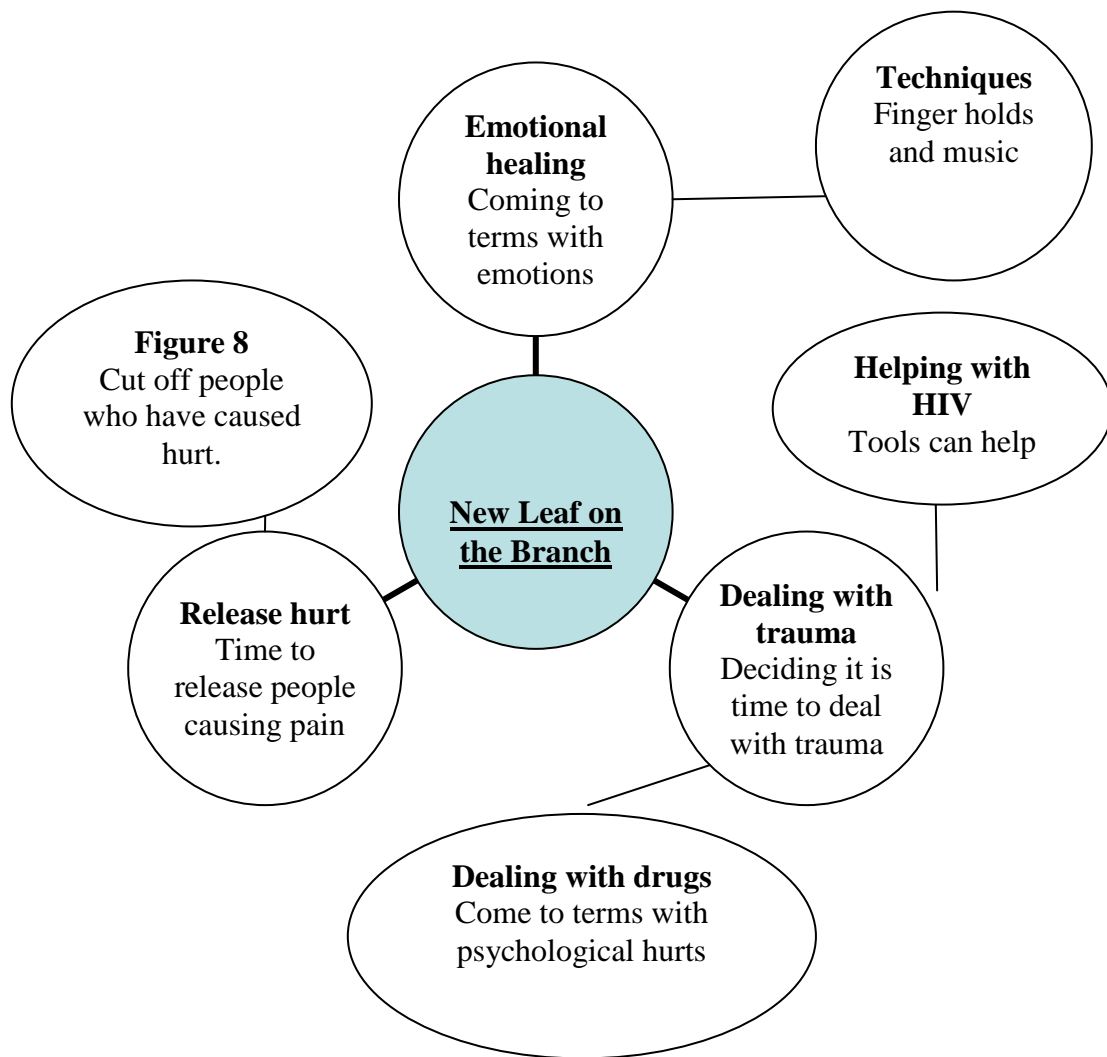 Techniques
Finger holds
and music
Emotional
healing
Coming to
terms with
emotions
Figure 8
Cut off people
who have caused
hurt.
Helping with
HIV
Tools can help
New Leaf on
the Branch
Release hurt
Time to
release people
causing pain
Dealing with
trauma
Deciding it is
time to deal
with trauma
Dealing with drugs
Come to terms with
psychological hurts